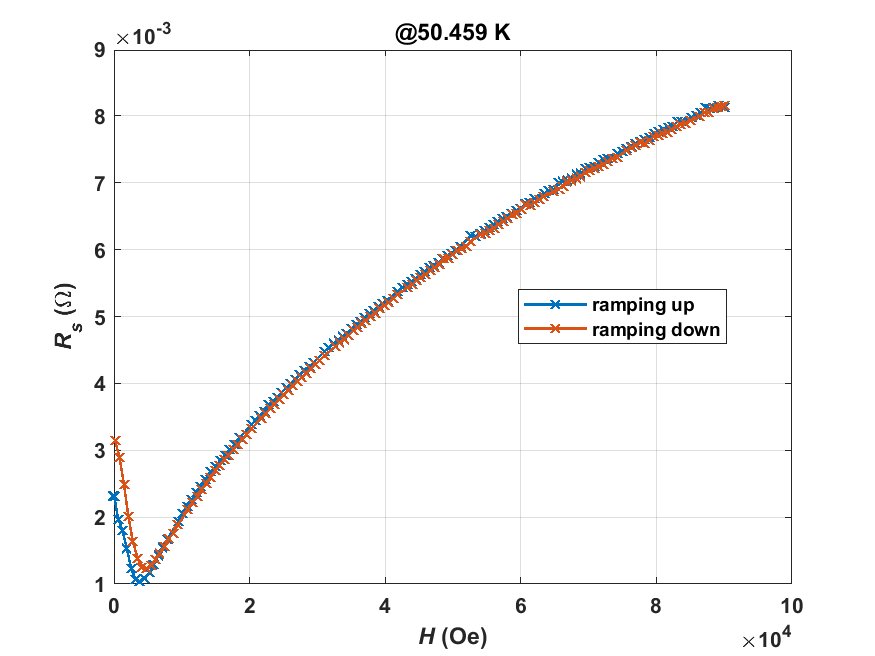 @50.459 K
×10⁻³
9
8
7
6
5
4
3
2
1
R_s (Ω)
ramping up
ramping down
0 2 4 6 8 10
H (Oe)
×10⁴